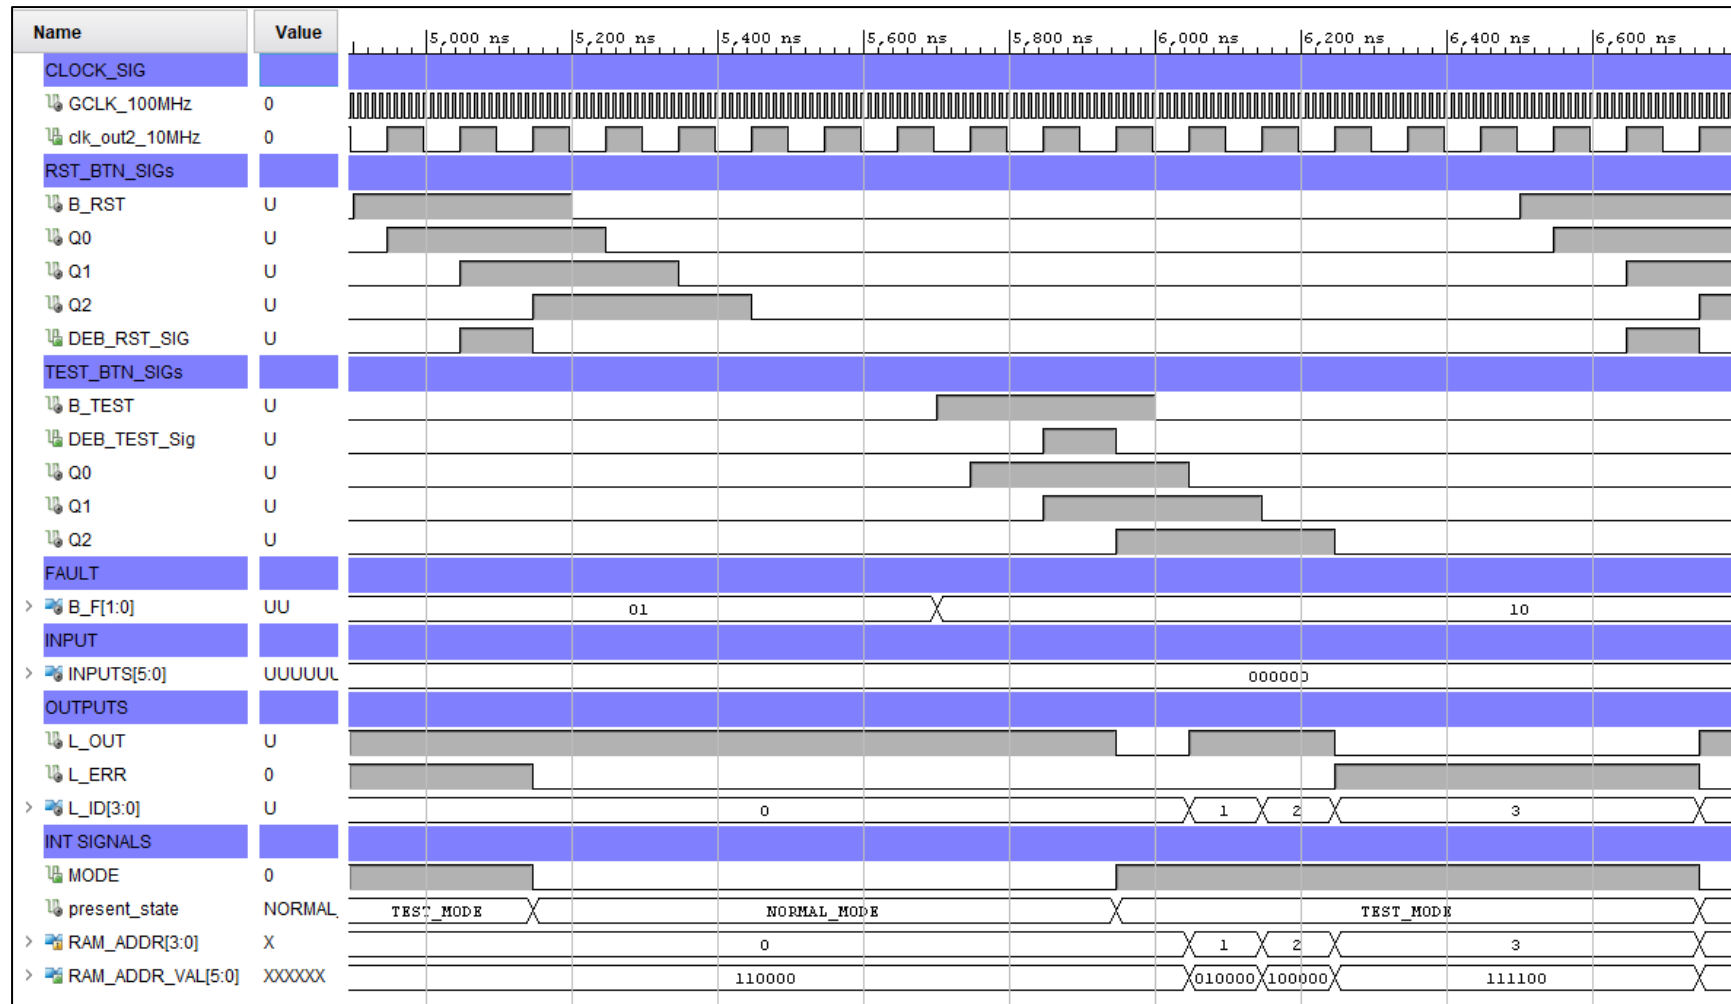 Name Value 5,000 ns 5,200 ns 5,400 ns 5,600 ns 5,800 ns 6,000 ns 6,200 ns 6,400 ns 6,600 ns
CLOCK_SIG
GCLK_100MHz 0
clk_out2_10MHz 0
RST_BTN_SIGs
B_RST U
Q0 U
Q1 U
Q2 U
DEB_RST_SIG U
TEST_BTN_SIGs
B_TEST U
DEB_TEST_Sig U
Q0 U
Q1 U
Q2 U
FAULT
B_F[1:0] UU 01 10
INPUT
INPUTS[5:0] UUUUUU 000000
OUTPUTS
L_OUT U
L_ERR 0
L_ID[3:0] U 0 1 2 3
INT SIGNALS
MODE 0
present_state NORMAL_ TEST_MODE NORMAL_MODE TEST_MODE
RAM_ADDR[3:0] X 0 1 2 3
RAM_ADDR_VAL[5:0] XXXXXX 110000 010000 100000 111100